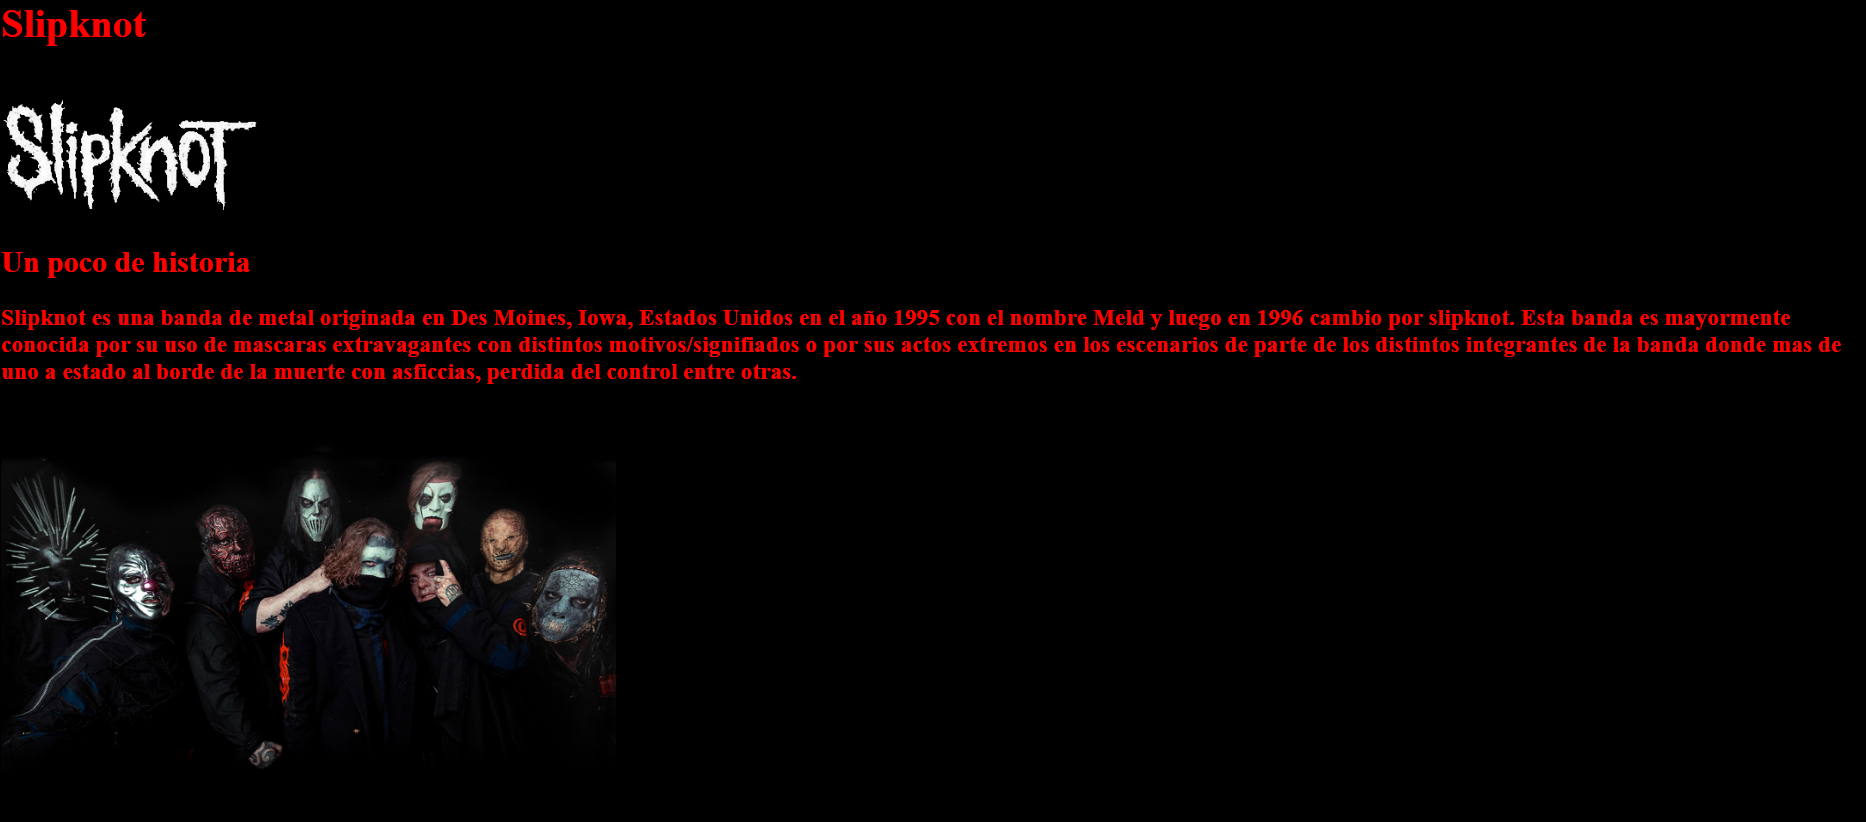 Slipknot
Slipknot
Un poco de historia
Slipknot es una banda de metal originada en Des Moines, Iowa, Estados Unidos en el año 1995 con el nombre Meld y luego en 1996 cambio por slipknot. Esta banda es mayormente
conocida por su uso de mascaras extravagantes con distintos motivos/signifiados o por sus actos extremos en los escenarios de parte de los distintos integrantes de la banda donde mas de
uno a estado al borde de la muerte con asficcias, perdida del control entre otras.